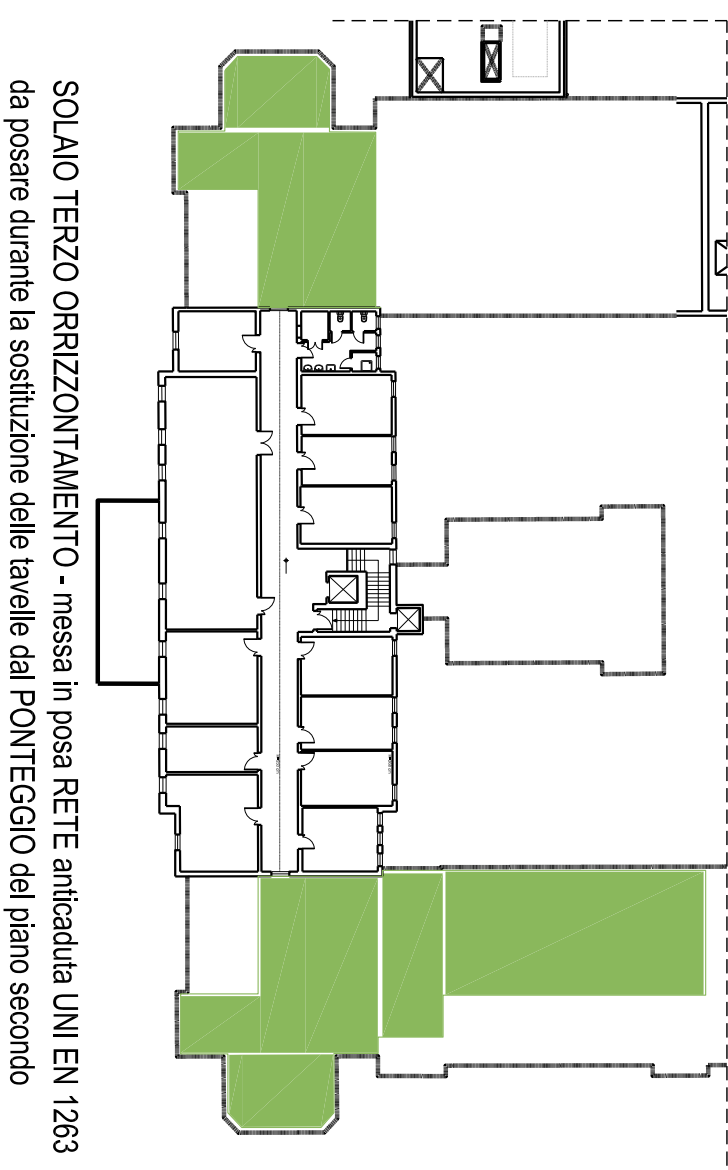 SOLAIO TERZO ORRIZZONTAMENTO - messa in posa RETE anticaduta UNI EN 1263
da posare durante la sostituzione delle tavelle dal PONTEGGIO del piano secondo